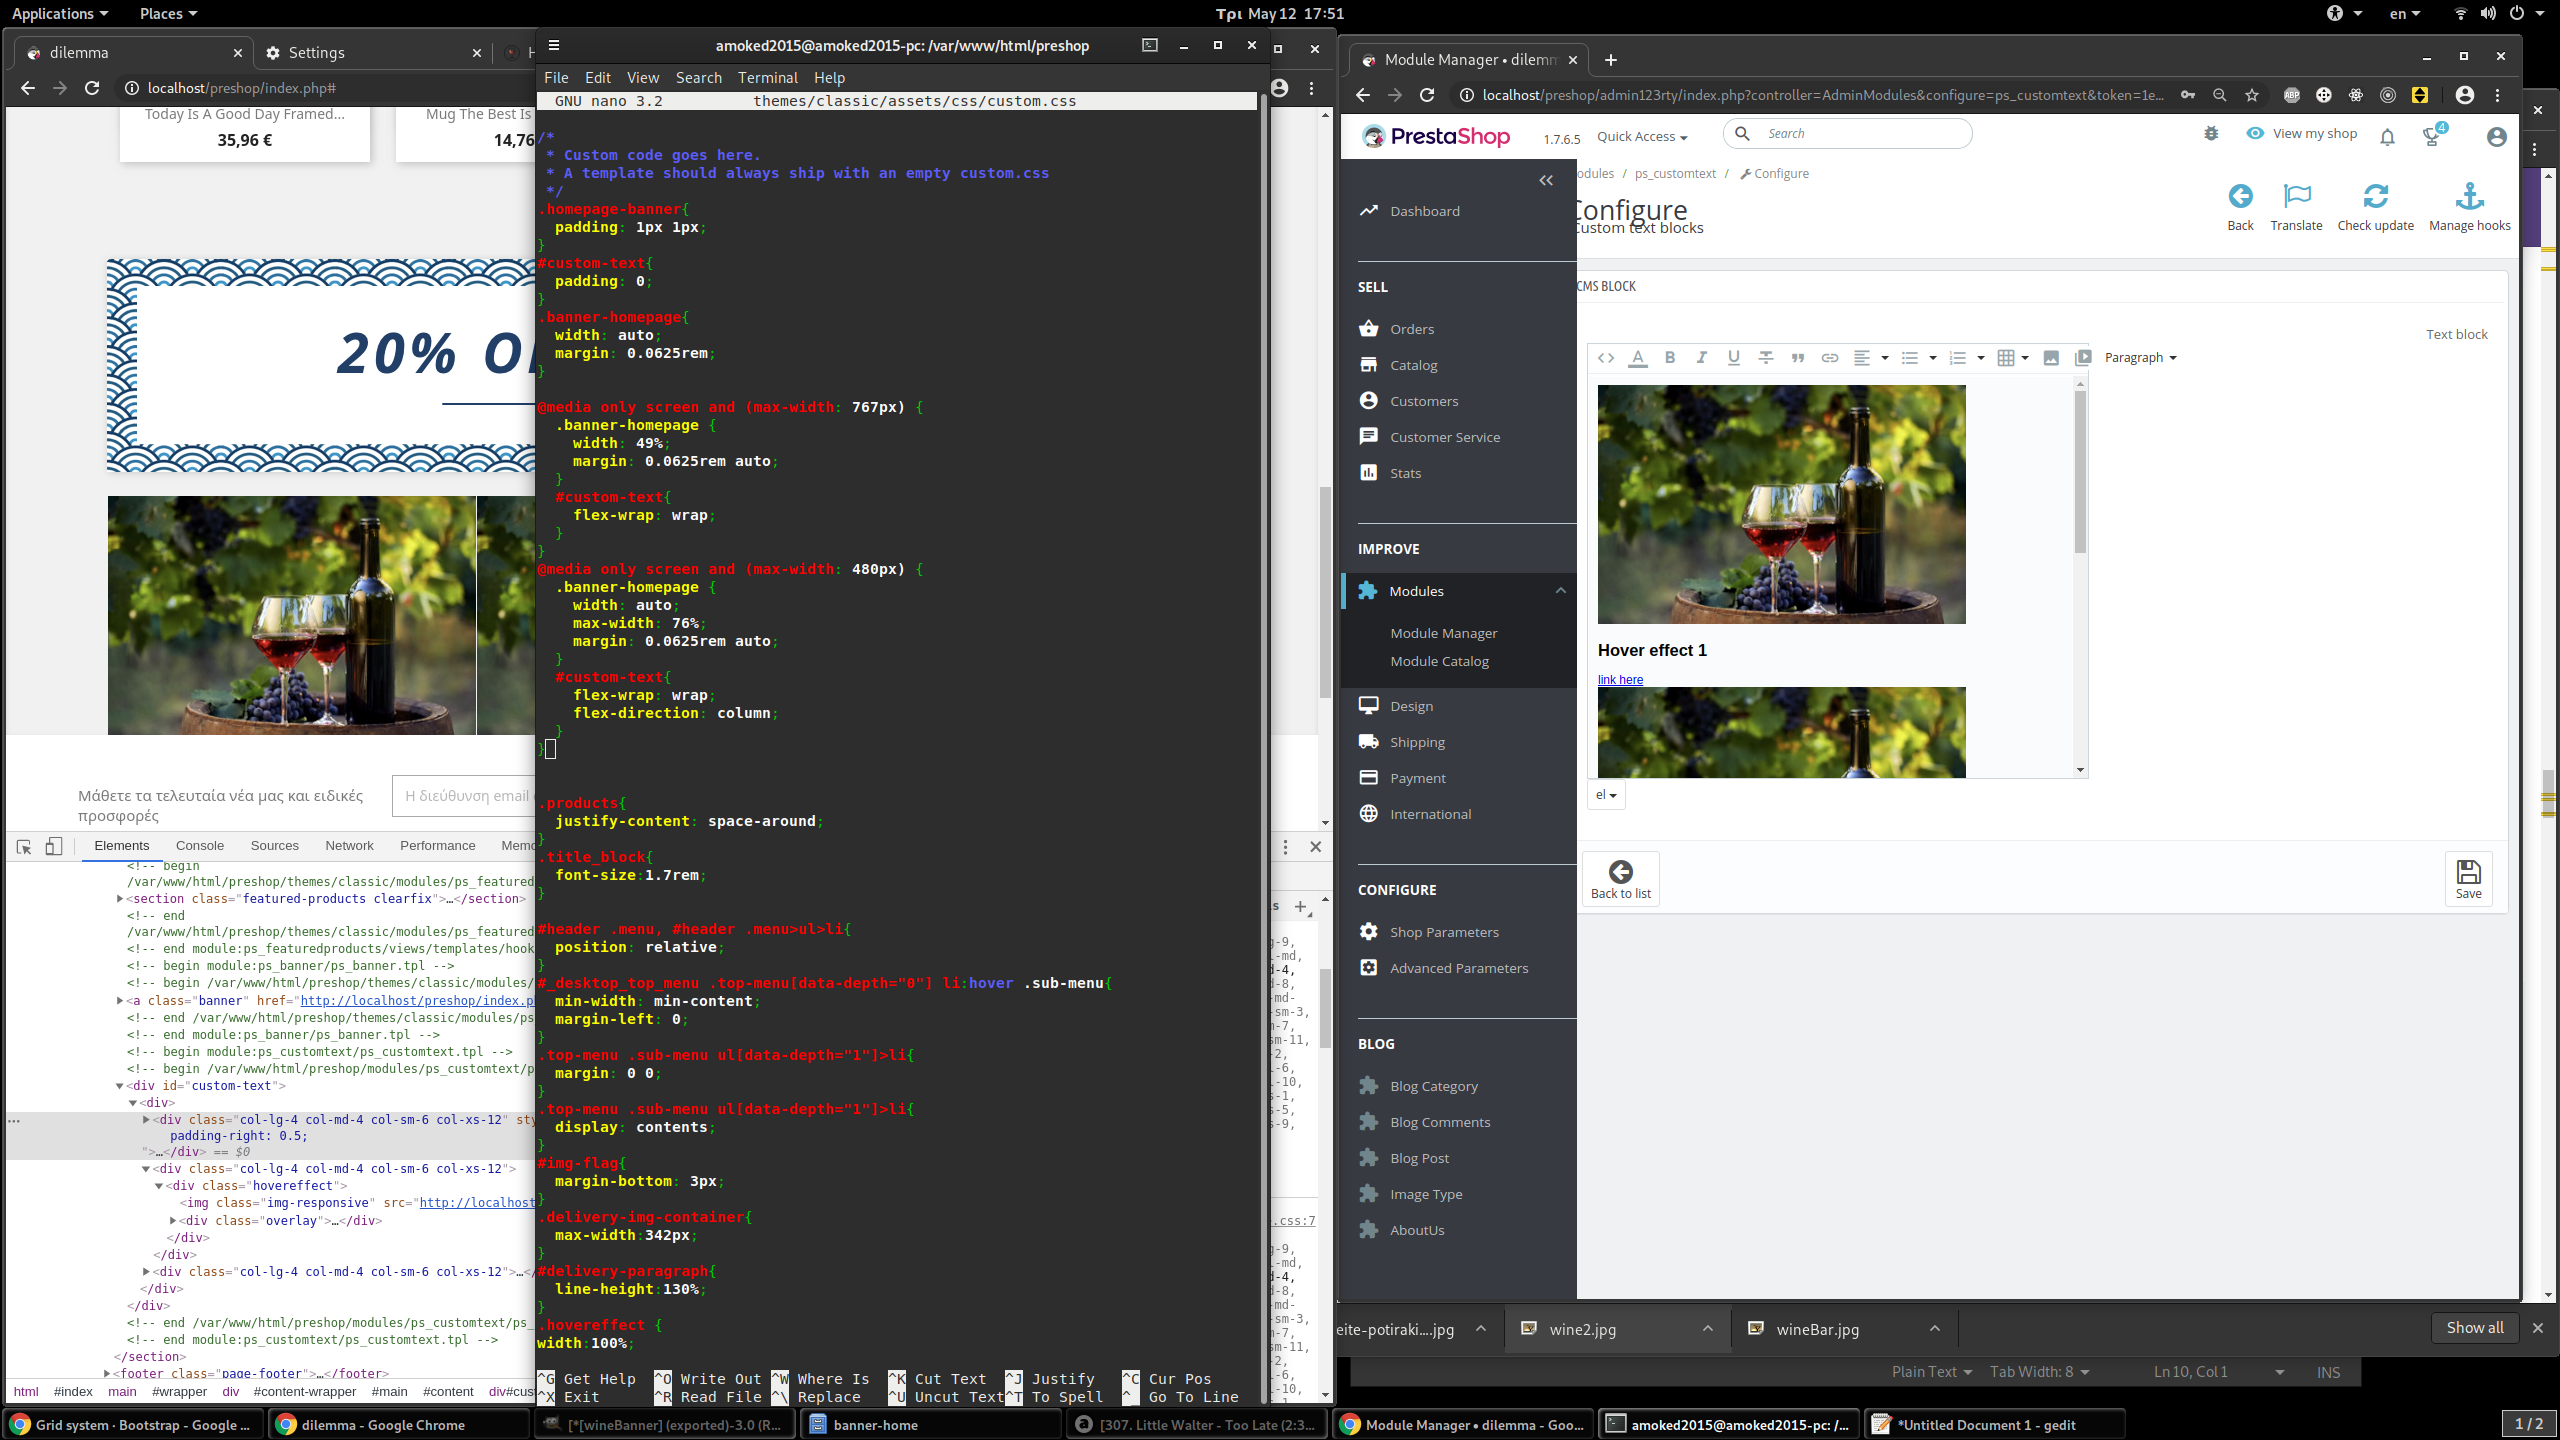 Applications Places Τρι May 12 17:51 en
dilemma Settings
localhost/preshop/index.php#
Today Is A Good Day Framed...
35,96 €
Mug The Best Is
14,76
20% O
Μάθετε τα τελευταία νέα μας και ειδικές
προσφορές
Η διεύθυνση email
Elements Console Sources Network Performance Memo
<!-- begin
/var/www/html/preshop/themes/classic/modules/ps_featured
<section class="featured-products clearfix">…</section>
<!-- end
/var/www/html/preshop/themes/classic/modules/ps_featured
<!-- end module:ps_featuredproducts/views/templates/hook
<!-- begin module:ps_banner/ps_banner.tpl -->
<!-- begin /var/www/html/preshop/themes/classic/modules/
<a class="banner" href="http://localhost/preshop/index.ph
<!-- end /var/www/html/preshop/themes/classic/modules/ps
<!-- end module:ps_banner/ps_banner.tpl -->
<!-- begin module:ps_customtext/ps_customtext.tpl -->
<!-- begin /var/www/html/preshop/modules/ps_customtext/p
<div id="custom-text">
<div>
<div class="col-lg-4 col-md-4 col-sm-6 col-xs-12" sty
padding-right: 0.5;
">…</div> == $0
<div class="col-lg-4 col-md-4 col-sm-6 col-xs-12">
<div class="hovereffect">
<img class="img-responsive" src="http://localhost
<div class="overlay">…</div>
</div>
</div>
<div class="col-lg-4 col-md-4 col-sm-6 col-xs-12">…</
</div>
</div>
<!-- end /var/www/html/preshop/modules/ps_customtext/ps_
<!-- end module:ps_customtext/ps_customtext.tpl -->
</section>
<footer class="page-footer">…</footer>
html #index main #wrapper div #content-wrapper #main #content div#cus
amoked2015@amoked2015-pc: /var/www/html/preshop
File Edit View Search Terminal Help
GNU nano 3.2 themes/classic/assets/css/custom.css
/*
* Custom code goes here.
* A template should always ship with an empty custom.css
*/
.homepage-banner{
padding: 1px 1px;
}
#custom-text{
padding: 0;
}
.banner-homepage{
width: auto;
margin: 0.0625rem;
}
@media only screen and (max-width: 767px) {
.banner-homepage {
width: 49%;
margin: 0.0625rem auto;
}
#custom-text{
flex-wrap: wrap;
}
}
@media only screen and (max-width: 480px) {
.banner-homepage {
width: auto;
max-width: 76%;
margin: 0.0625rem auto;
}
#custom-text{
flex-wrap: wrap;
flex-direction: column;
}
}
.products{
justify-content: space-around;
}
.title_block{
font-size:1.7rem;
}
#header .menu, #header .menu>ul>li{
position: relative;
}
#_desktop_top_menu .top-menu[data-depth="0"] li:hover .sub-menu{
min-width: min-content;
margin-left: 0;
}
.top-menu .sub-menu ul[data-depth="1"]>li{
margin: 0 0;
}
.top-menu .sub-menu ul[data-depth="1"]>li{
display: contents;
}
#img-flag{
margin-bottom: 3px;
}
.delivery-img-container{
max-width:342px;
}
#delivery-paragraph{
line-height:130%;
}
.hovereffect {
width:100%;
^G Get Help ^O Write Out ^W Where Is ^K Cut Text ^J Justify ^C Cur Pos
^X Exit ^R Read File ^\ Replace ^U Uncut Text ^T To Spell ^_ Go To Line
Module Manager • dilemm
localhost/preshop/admin123rty/index.php?controller=AdminModules&configure=ps_customtext&token=1e...
PrestaShop 1.7.6.5 Quick Access Search View my shop 4
odules / ps_customtext / Configure
Configure
Custom text blocks
Back Translate Check update Manage hooks
Dashboard
SELL
Orders
Catalog
Customers
Customer Service
Stats
IMPROVE
Modules
Module Manager
Module Catalog
Design
Shipping
Payment
International
CONFIGURE
Shop Parameters
Advanced Parameters
BLOG
Blog Category
Blog Comments
Blog Post
Image Type
AboutUs
CMS BLOCK
Text block
Paragraph
Hover effect 1
link here
el
Back to list
Save
eite-potiraki....jpg wine2.jpg wineBar.jpg Show all
Plain Text Tab Width: 8 Ln 10, Col 1 INS
Grid system · Bootstrap - Google ... dilemma - Google Chrome [*[wineBanner] (exported)-3.0 (R... banner-home [307. Little Walter - Too Late (2:3... Module Manager • dilemma - Goo... amoked2015@amoked2015-pc: /... *Untitled Document 1 - gedit 1 / 2